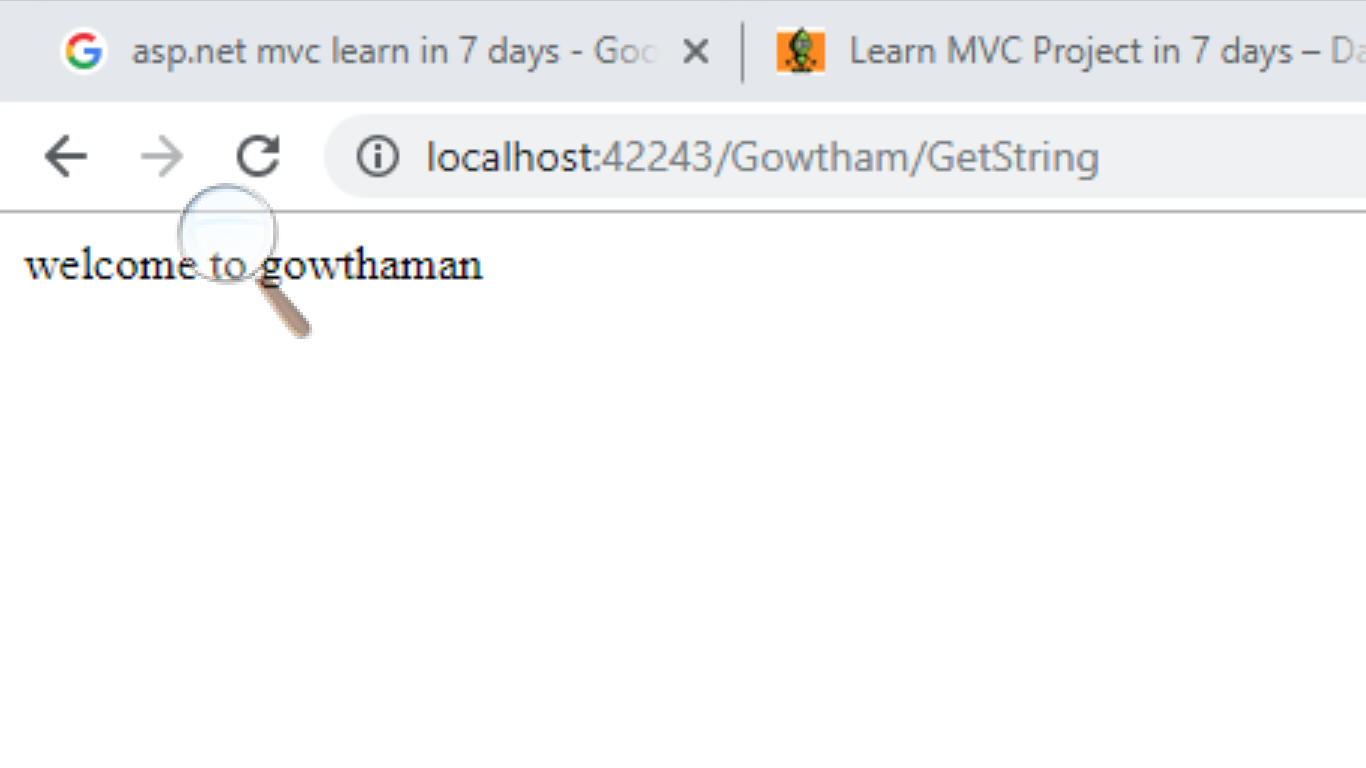 asp.net mvc learn in 7 days - Goo
Learn MVC Project in 7 days – Da
localhost:42243/Gowtham/GetString
welcome to gowthaman